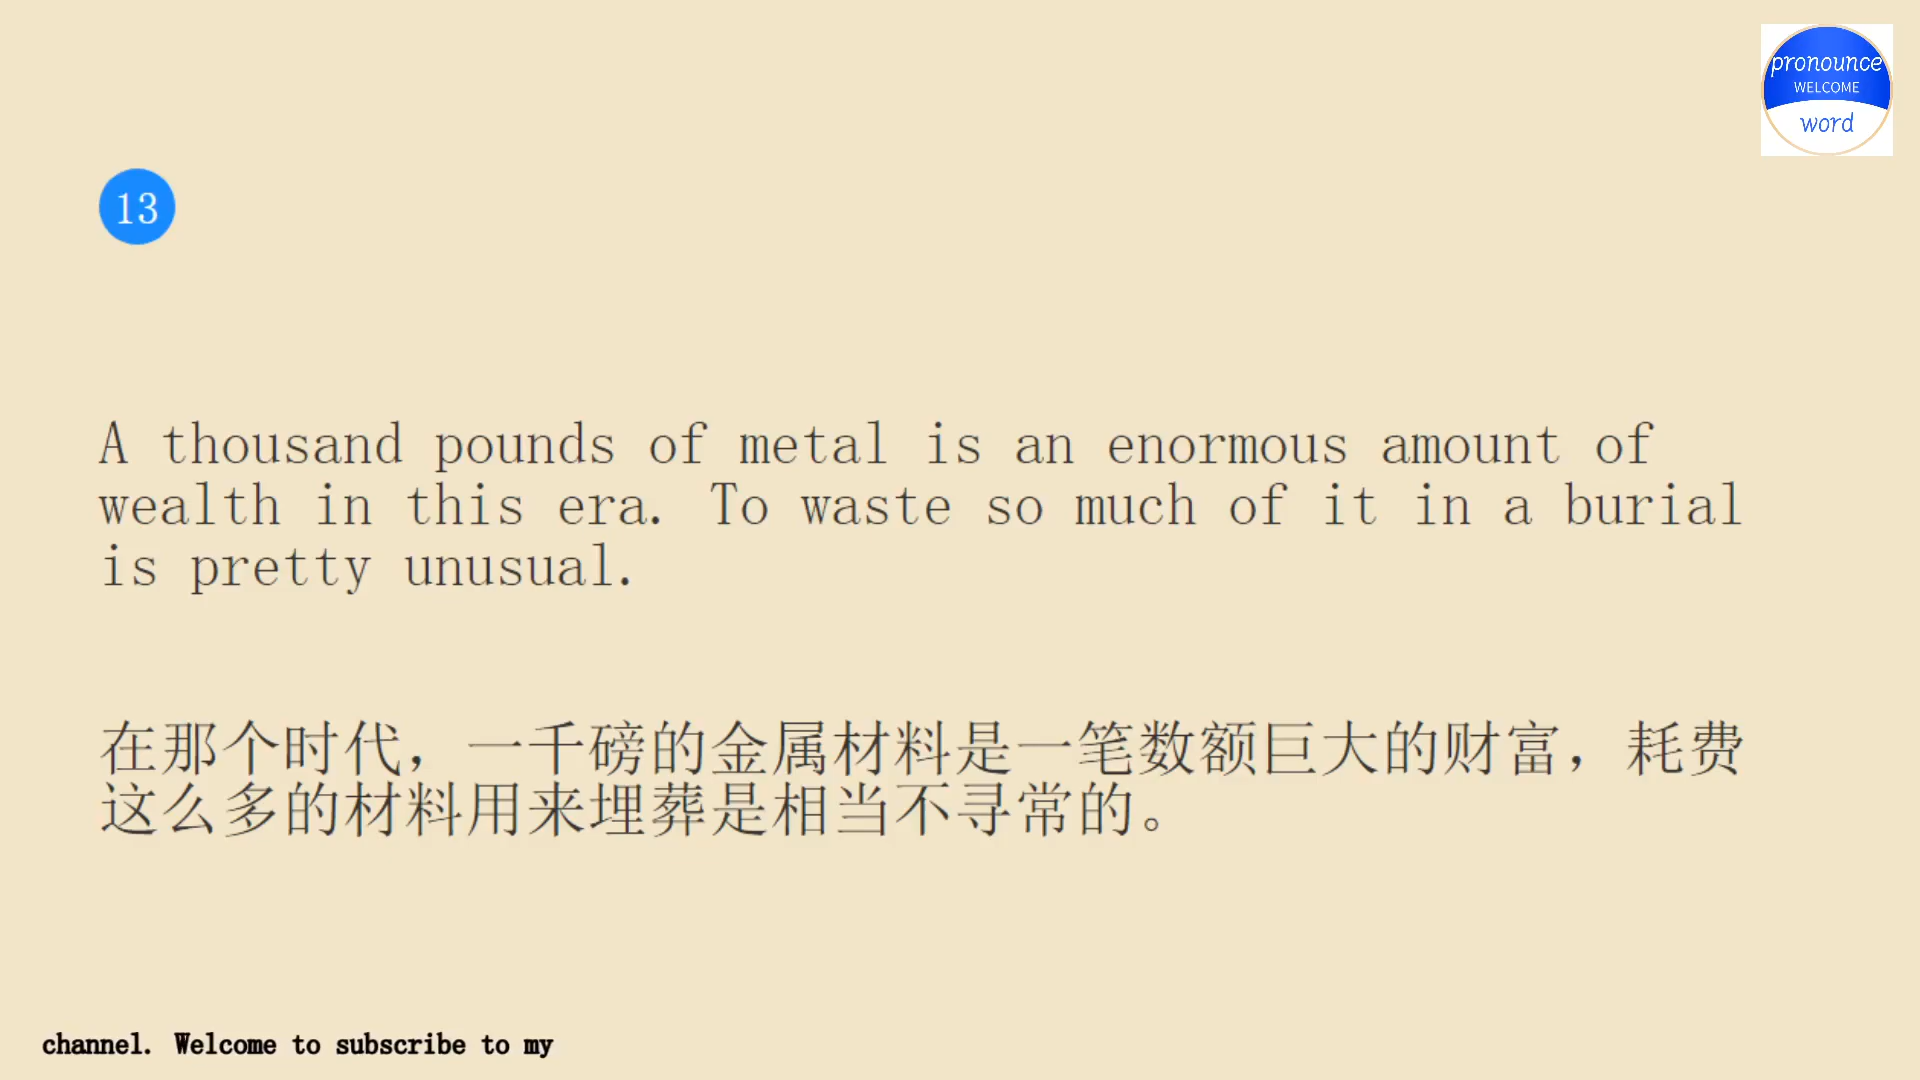 pronounce
WELCOME
word
13
A thousand pounds of metal is an enormous amount of
wealth in this era. To waste so much of it in a burial
is pretty unusual.
在那个时代，一千磅的金属材料是一笔数额巨大的财富，耗费
这么多的材料用来埋葬是相当不寻常的。
channel. Welcome to subscribe to my